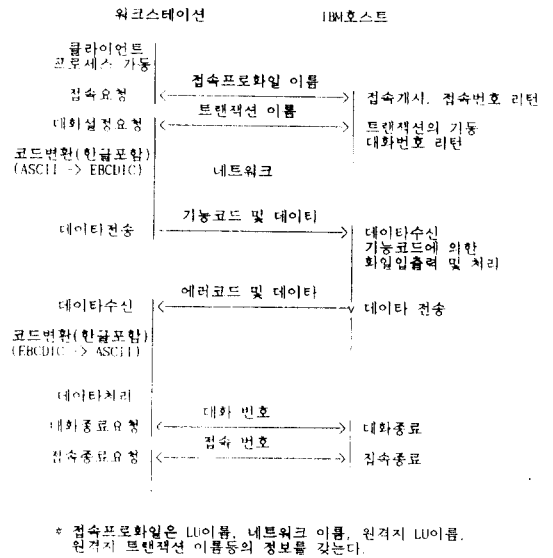 워크스테이션 IBM호스트
클라이언트
프로세스 가동
접속프로화일 이름
접속요청 접속개시, 접속번호 리턴
트랜잭션 이름
대화설정요청 트랜잭션의 기동
대화번호 리턴
코드변환(한글포함)
(ASCII -> EBCDIC) 네트워크
기능코드 및 데이터
데이타전송 데이타수신
기능코드에 의한
화일입출력 및 처리
에러코드 및 데이타
데이타수신 데이타 전송
코드변환(한글포함)
(EBCDIC -> ASCII)
데이타처리
대화 번호
대화종료요청 대화종료
접속 번호
접속종료요청 접속종료
* 접속프로화일은 LU이름, 네트워크 이름, 원격지 LU이름,
원격지 트랜잭션 이름등의 정보를 갖는다.